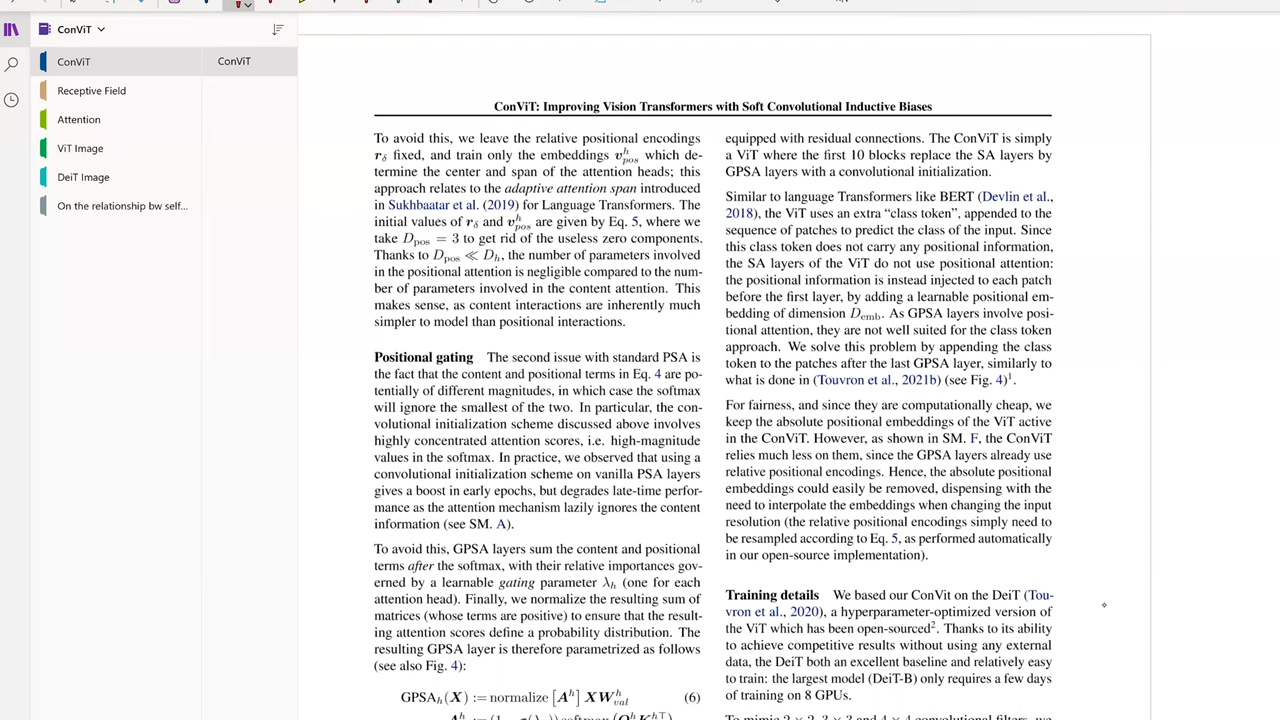 ConViT
ConViT
Receptive Field
Attention
ViT Image
DeiT Image
On the relationship bw self...
ConViT
ConViT: Improving Vision Transformers with Soft Convolutional Inductive Biases
To avoid this, we leave the relative positional encodings
r_δ fixed, and train only the embeddings v^h_pos which de-
termine the center and span of the attention heads; this
approach relates to the adaptive attention span introduced
in Sukhbaatar et al. (2019) for Language Transformers. The
initial values of r_δ and v^h_pos are given by Eq. 5, where we
take D_pos = 3 to get rid of the useless zero components.
Thanks to D_pos ≪ D_h, the number of parameters involved
in the positional attention is negligible compared to the num-
ber of parameters involved in the content attention. This
makes sense, as content interactions are inherently much
simpler to model than positional interactions.
Positional gating The second issue with standard PSA is
the fact that the content and positional terms in Eq. 4 are po-
tentially of different magnitudes, in which case the softmax
will ignore the smallest of the two. In particular, the con-
volutional initialization scheme discussed above involves
highly concentrated attention scores, i.e. high-magnitude
values in the softmax. In practice, we observed that using a
convolutional initialization scheme on vanilla PSA layers
gives a boost in early epochs, but degrades late-time perfor-
mance as the attention mechanism lazily ignores the content
information (see SM. A).
To avoid this, GPSA layers sum the content and positional
terms after the softmax, with their relative importances gov-
erned by a learnable gating parameter λ_h (one for each
attention head). Finally, we normalize the resulting sum of
matrices (whose terms are positive) to ensure that the result-
ing attention scores define a probability distribution. The
resulting GPSA layer is therefore parametrized as follows
(see also Fig. 4):
GPSA_h(X) := normalize [A^h] XW^h_val (6)
equipped with residual connections. The ConViT is simply
a ViT where the first 10 blocks replace the SA layers by
GPSA layers with a convolutional initialization.
Similar to language Transformers like BERT (Devlin et al.,
2018), the ViT uses an extra “class token”, appended to the
sequence of patches to predict the class of the input. Since
this class token does not carry any positional information,
the SA layers of the ViT do not use positional attention:
the positional information is instead injected to each patch
before the first layer, by adding a learnable positional em-
bedding of dimension D_emb. As GPSA layers involve posi-
tional attention, they are not well suited for the class token
approach. We solve this problem by appending the class
token to the patches after the last GPSA layer, similarly to
what is done in (Touvron et al., 2021b) (see Fig. 4)¹.
For fairness, and since they are computationally cheap, we
keep the absolute positional embeddings of the ViT active
in the ConViT. However, as shown in SM. F, the ConViT
relies much less on them, since the GPSA layers already use
relative positional encodings. Hence, the absolute positional
embeddings could easily be removed, dispensing with the
need to interpolate the embeddings when changing the input
resolution (the relative positional encodings simply need to
be resampled according to Eq. 5, as performed automatically
in our open-source implementation).
Training details We based our ConVit on the DeiT (Tou-
vron et al., 2020), a hyperparameter-optimized version of
the ViT which has been open-sourced². Thanks to its ability
to achieve competitive results without using any external
data, the DeiT both an excellent baseline and relatively easy
to train: the largest model (DeiT-B) only requires a few days
of training on 8 GPUs.